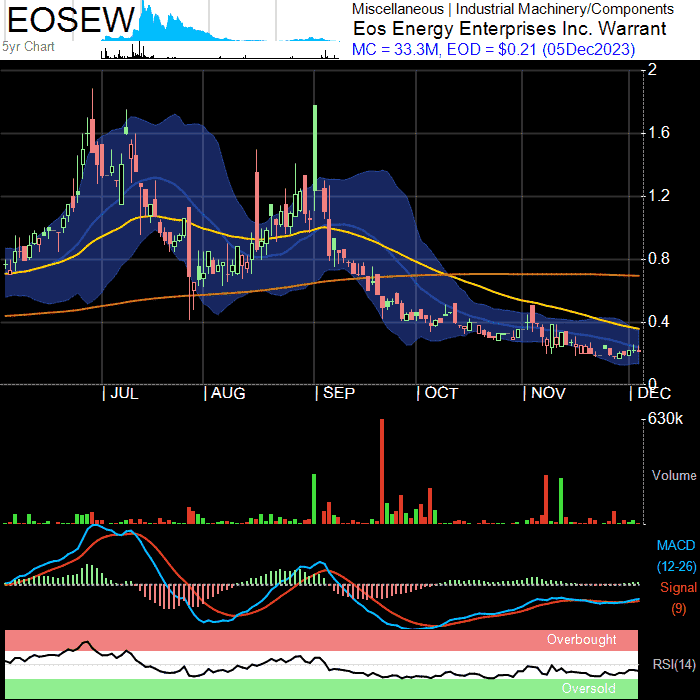 EOSEW
5yr Chart
Miscellaneous | Industrial Machinery/Components
Eos Energy Enterprises Inc. Warrant
MC = 33.3M, EOD = $0.21 (05Dec2023)
2
1.6
1.2
0.8
0.4
0
| JUL | AUG | SEP | OCT | NOV | DEC
630k
Volume
MACD
(12-26)
Signal
(9)
Overbought
RSI(14)
Oversold